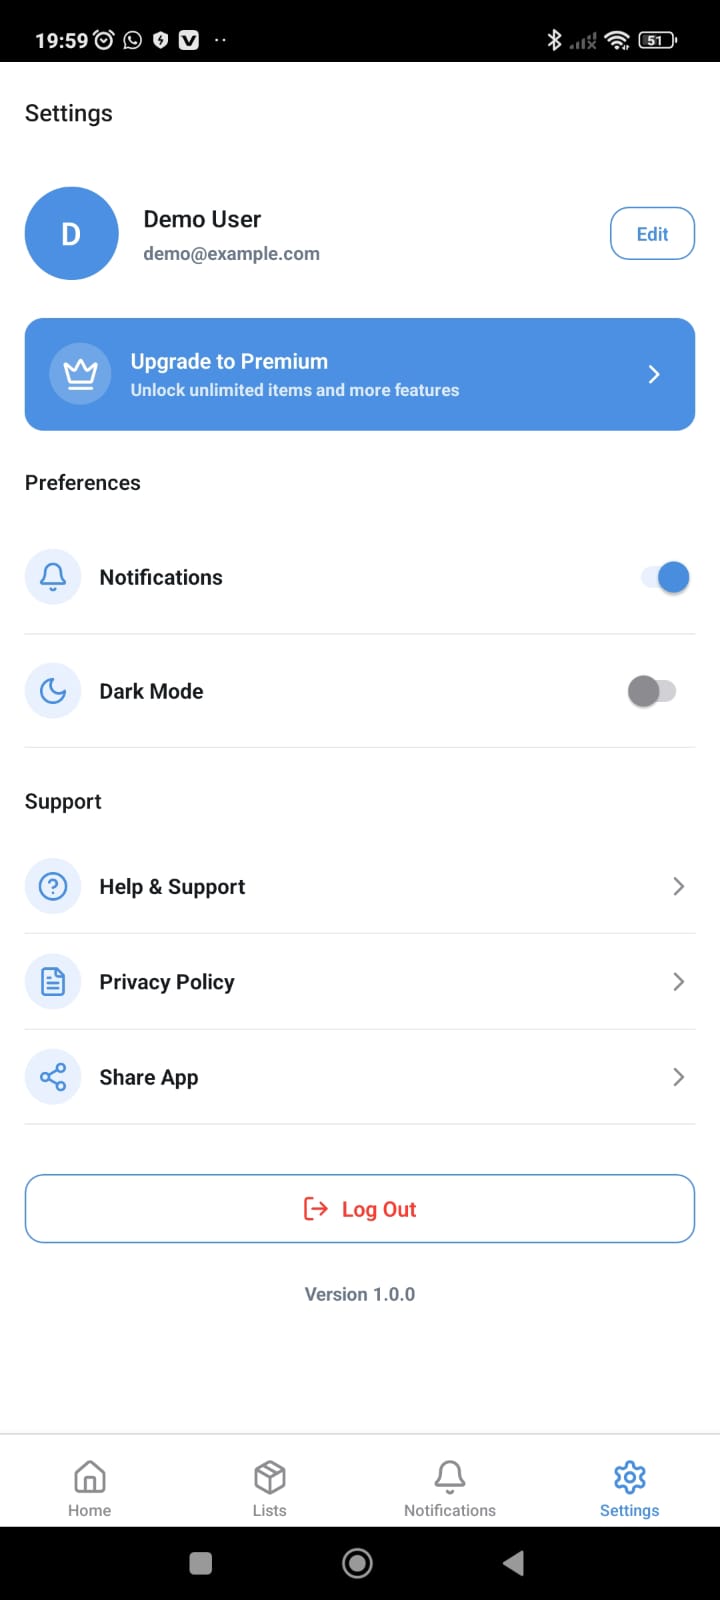 19:59
51
Settings
D
Demo User
demo@example.com
Edit
Upgrade to Premium
Unlock unlimited items and more features
Preferences
Notifications
Dark Mode
Support
Help & Support
Privacy Policy
Share App
Log Out
Version 1.0.0
Home
Lists
Notifications
Settings